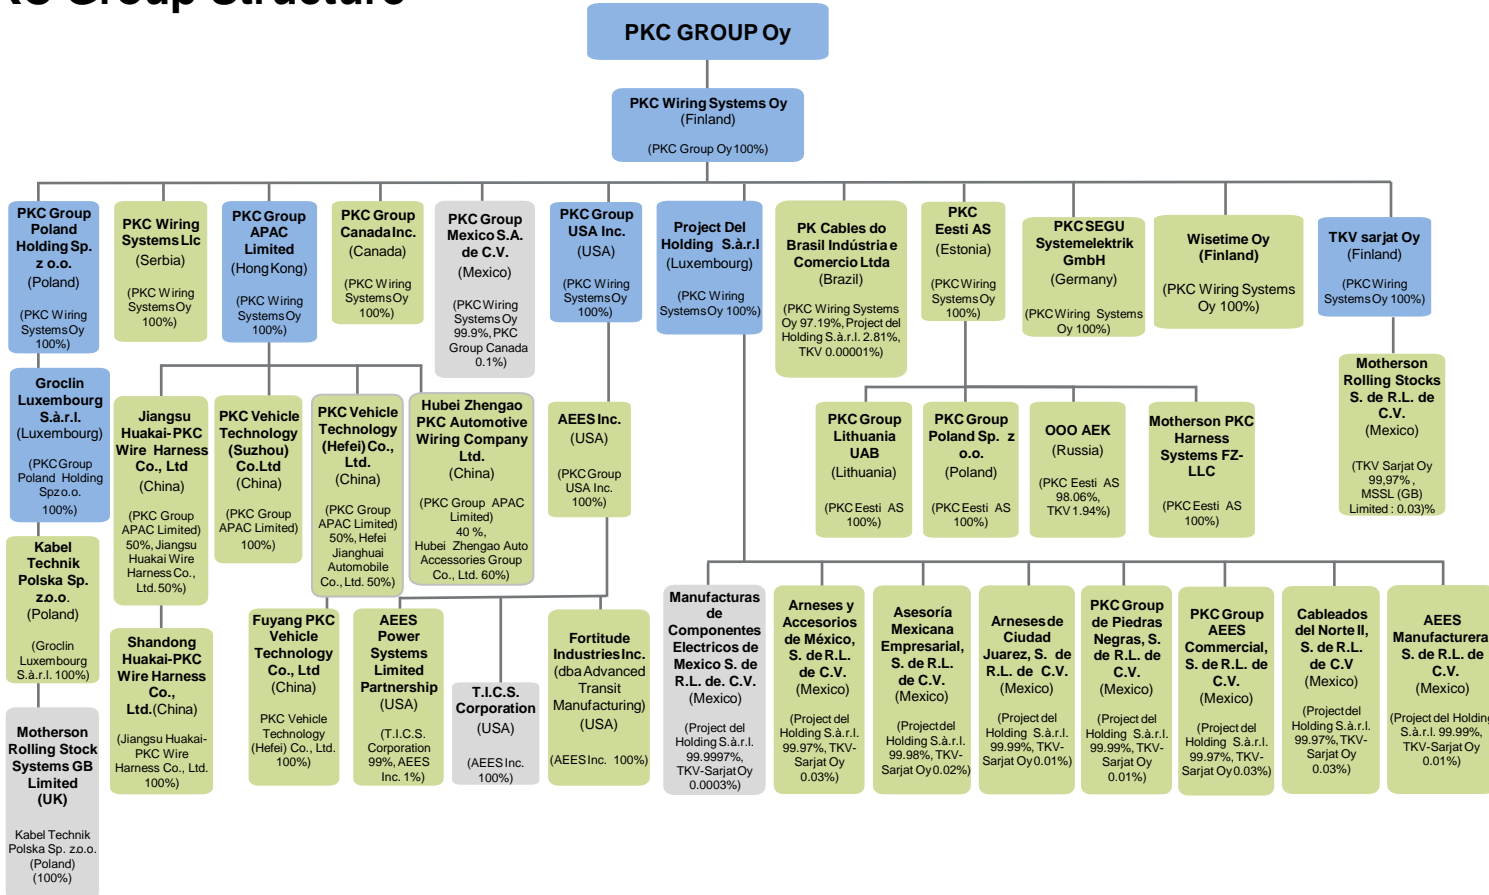 KC Group Structure
PKC GROUP Oy
PKC Wiring Systems Oy
(Finland)
(PKC Group Oy 100%)
PKC Group
Poland
Holding Sp.
z o.o.
(Poland)
(PKC Wiring
Systems Oy
100%)
PKC Wiring
Systems Llc
(Serbia)
(PKC Wiring
Systems Oy
100%)
PKC Group
APAC
Limited
(Hong Kong)
(PKC Wiring
Systems Oy
100%)
PKC Group
Canada Inc.
(Canada)
(PKC Wiring
Systems Oy
100%)
PKC Group
Mexico S.A.
de C.V.
(Mexico)
(PKC Wiring
Systems Oy
99.9%, PKC
Group Canada
0.1%)
PKC Group
USA Inc.
(USA)
(PKC Wiring
Systems Oy
100%)
Project Del
Holding S.à.r.l
(Luxembourg)
(PKC Wiring
Systems Oy 100%)
PK Cables do
Brasil Indústria e
Comercio Ltda
(Brazil)
(PKC Wiring Systems
Oy 97.19%, Project del
Holding S.à.r.l. 2.81%,
TKV 0.00001%)
PKC
Eesti AS
(Estonia)
(PKC Wiring
Systems Oy
100%)
PKC SEGU
Systemelektrik
GmbH
(Germany)
(PKC Wiring Systems
Oy 100%)
Wisetime Oy
(Finland)
(PKC Wiring Systems
Oy 100%)
TKV sarjat Oy
(Finland)
(PKC Wiring
Systems Oy 100%)
Groclin
Luxembourg
S.à.r.l.
(Luxembourg)
(PKC Group
Poland Holding
Sp z o.o.
100%)
Jiangsu
Huakai-PKC
Wire Harness
Co., Ltd
(China)
(PKC Group
APAC Limited)
50%, Jiangsu
Huakai Wire
Harness Co.,
Ltd. 50%)
PKC Vehicle
Technology
(Suzhou)
Co.Ltd
(China)
(PKC Group
APAC Limited)
100%)
PKC Vehicle
Technology
(Hefei) Co.,
Ltd.
(China)
(PKC Group
APAC Limited)
50%, Hefei
Jianghuai
Automobile
Co., Ltd. 50%)
Hubei Zhengao
PKC Automotive
Wiring Company
Ltd.
(China)
(PKC Group APAC
Limited)
40 %,
Hubei Zhengao Auto
Accessories Group
Co., Ltd. 60%)
AEES Inc.
(USA)
(PKC Group
USA Inc.
100%)
PKC Group
Lithuania
UAB
(Lithuania)
(PKC Eesti AS
100%)
PKC Group
Poland Sp. z
o.o.
(Poland)
(PKC Eesti AS
100%)
OOO AEK
(Russia)
(PKC Eesti AS
98.06%,
TKV 1.94%)
Motherson PKC
Harness
Systems FZ-
LLC
(PKC Eesti AS
100%)
Motherson
Rolling Stocks
S. de R.L. de
C.V.
(Mexico)
(TKV Sarjat Oy
99,97% ,
MSSL (GB)
Limited : 0.03)%
Kabel
Technik
Polska Sp.
z.o.o.
(Poland)
(Groclin
Luxembourg
S.à.r.l. 100%)
Shandong
Huakai-PKC
Wire Harness
Co.,
Ltd.(China)
(Jiangsu Huakai-
PKC Wire
Harness Co., Ltd.
100%)
Fuyang PKC
Vehicle
Technology
Co., Ltd
(China)
PKC Vehicle
Technology
(Hefei) Co., Ltd.
100%)
AEES
Power
Systems
Limited
Partnership
(USA)
(T.I.C.S.
Corporation
99%, AEES
Inc. 1%)
T.I.C.S.
Corporation
(USA)
(AEES Inc.
100%)
Fortitude
Industries Inc.
(dba Advanced
Transit
Manufacturing)
(USA)
(AEES Inc. 100%)
Manufacturas
de
Componentes
Electricos de
Mexico S. de
R.L. de. C.V.
(Mexico)
(Project del
Holding S.à.r.l.
99.9997%,
TKV-Sarjat Oy
0.0003%)
Arneses y
Accesorios
de México,
S. de R.L.
de C.V.
(Mexico)
(Project del
Holding S.à.r.l.
99.97%, TKV-
Sarjat Oy
0.03%)
Asesoría
Mexicana
Empresarial,
S. de R.L.
de C.V.
(Mexico)
(Project del
Holding S.à.r.l.
99.98%, TKV-
Sarjat Oy 0.02%)
Arneses de
Ciudad
Juarez, S. de
R.L. de C.V.
(Mexico)
(Project del
Holding S.à.r.l.
99.99%, TKV-
Sarjat Oy 0.01%)
PKC Group
de Piedras
Negras, S.
de R.L. de
C.V.
(Mexico)
(Project del
Holding S.à.r.l.
99.99%, TKV-
Sarjat Oy
0.01%)
PKC Group
AEES
Commercial,
S. de R.L. de
C.V.
(Mexico)
(Project del
Holding S.à.r.l.
99.97%, TKV-
Sarjat Oy 0.03%)
Cableados
del Norte II,
S. de R.L.
de C.V
(Mexico)
(Project del
Holding S.à.r.l.
99.97%, TKV-
Sarjat Oy
0.03%)
AEES
Manufacturera
S. de R.L. de
C.V.
(Mexico)
(Project del Holding
S.à.r.l. 99.99%,
TKV-Sarjat Oy
0.01%)
Motherson
Rolling Stock
Systems GB
Limited
(UK)
Kabel Technik
Polska Sp. z.o.o.
(Poland)
(100%)